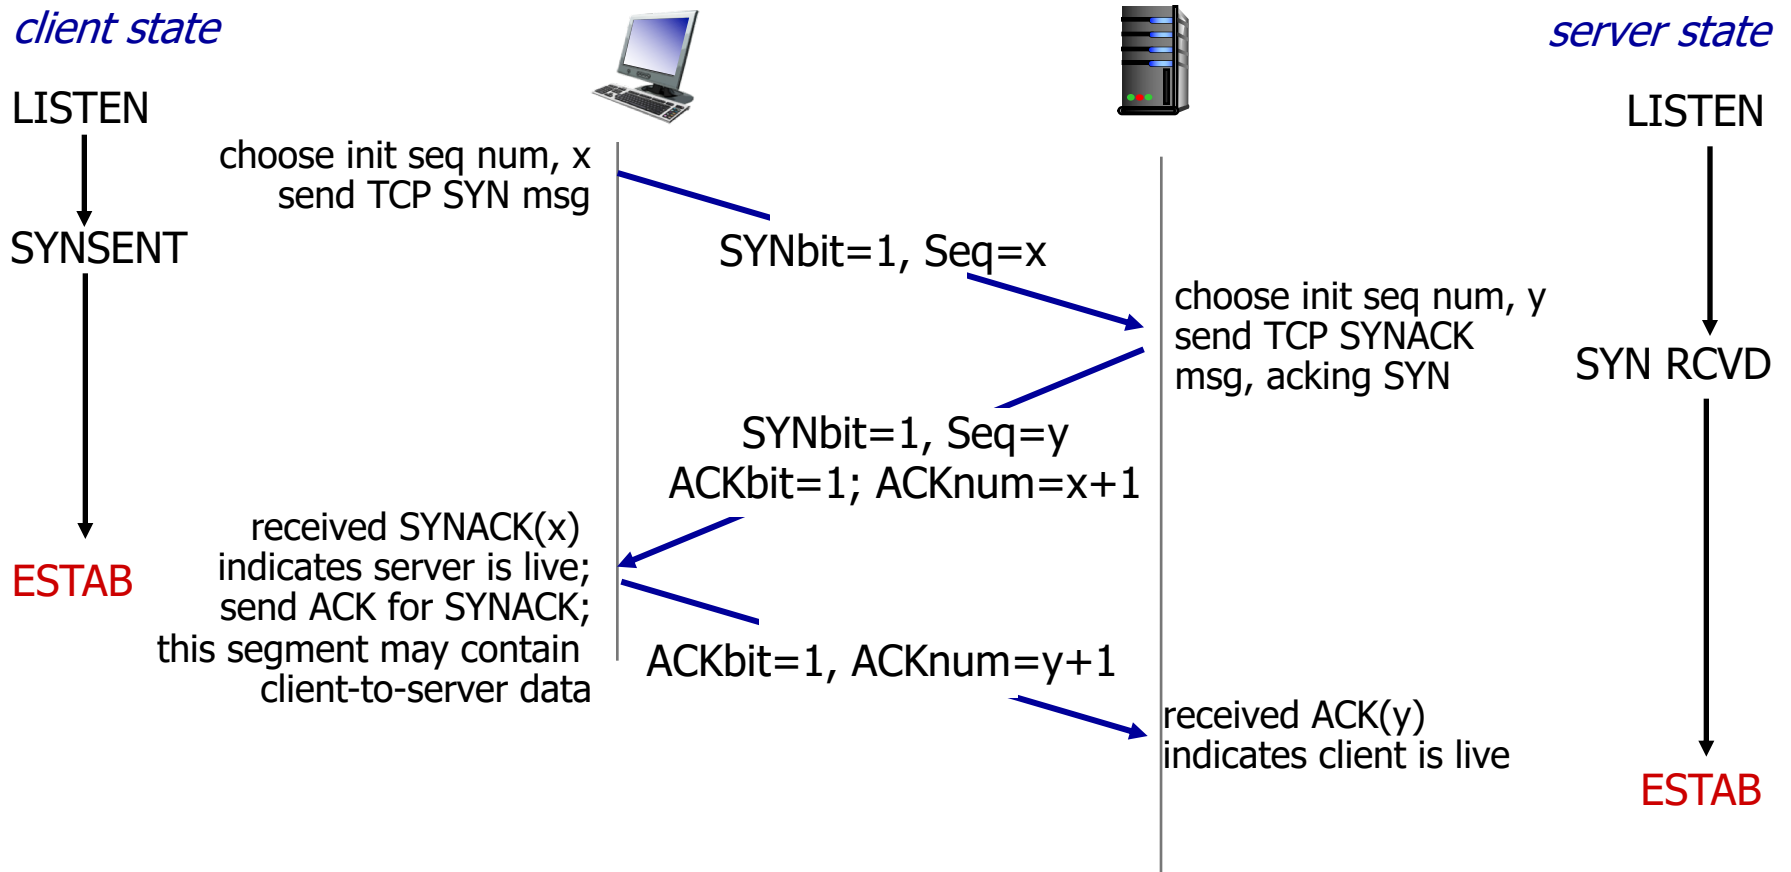 client state
server state
LISTEN
LISTEN
choose init seq num, x
send TCP SYN msg
SYNSENT
SYNbit=1, Seq=x
choose init seq num, y
send TCP SYNACK
msg, acking SYN
SYN RCVD
SYNbit=1, Seq=y
ACKbit=1; ACKnum=x+1
received SYNACK(x)
indicates server is live;
send ACK for SYNACK;
this segment may contain
client-to-server data
ESTAB
ACKbit=1, ACKnum=y+1
received ACK(y)
indicates client is live
ESTAB